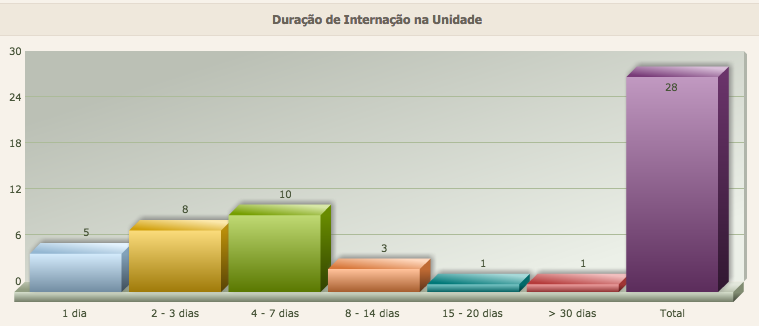 Duração de Internação na Unidade
30
24
18
12
6
0
5
8
10
3
1
1
28
1 dia
2 - 3 dias
4 - 7 dias
8 - 14 dias
15 - 20 dias
> 30 dias
Total